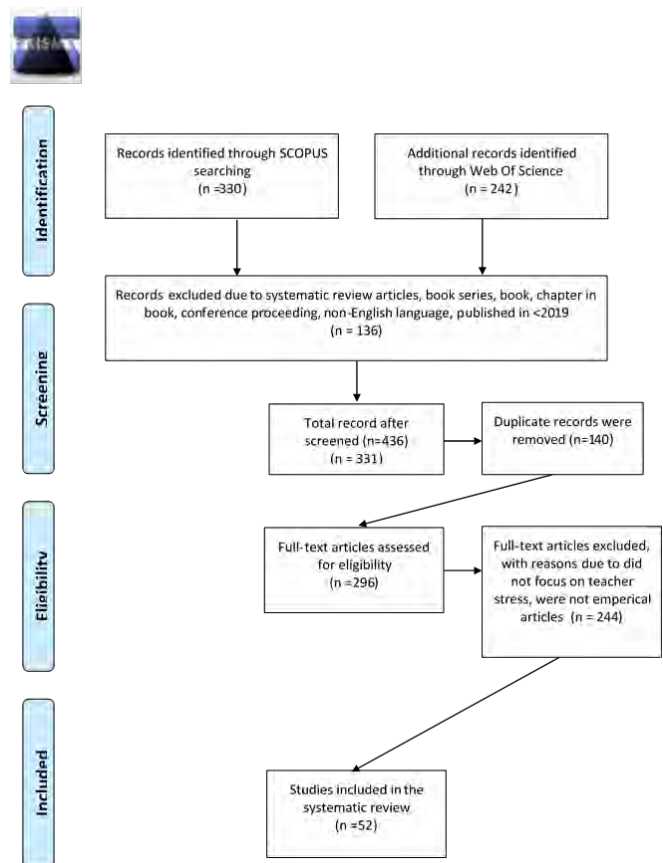 PRISMA
Identification
Records identified through SCOPUS
searching
(n =330)
Additional records identified
through Web Of Science
(n = 242)
Records excluded due to systematic review articles, book series, book, chapter in
book, conference proceeding, non-English language, published in <2019
(n = 136)
Screening
Total record after
screened (n=436)
(n = 331)
Duplicate records were
removed (n=140)
Eligibility
Full-text articles assessed
for eligibility
(n =296)
Full-text articles excluded,
with reasons due to did
not focus on teacher
stress, were not emperical
articles (n = 244)
Included
Studies included in the
systematic review
(n =52)